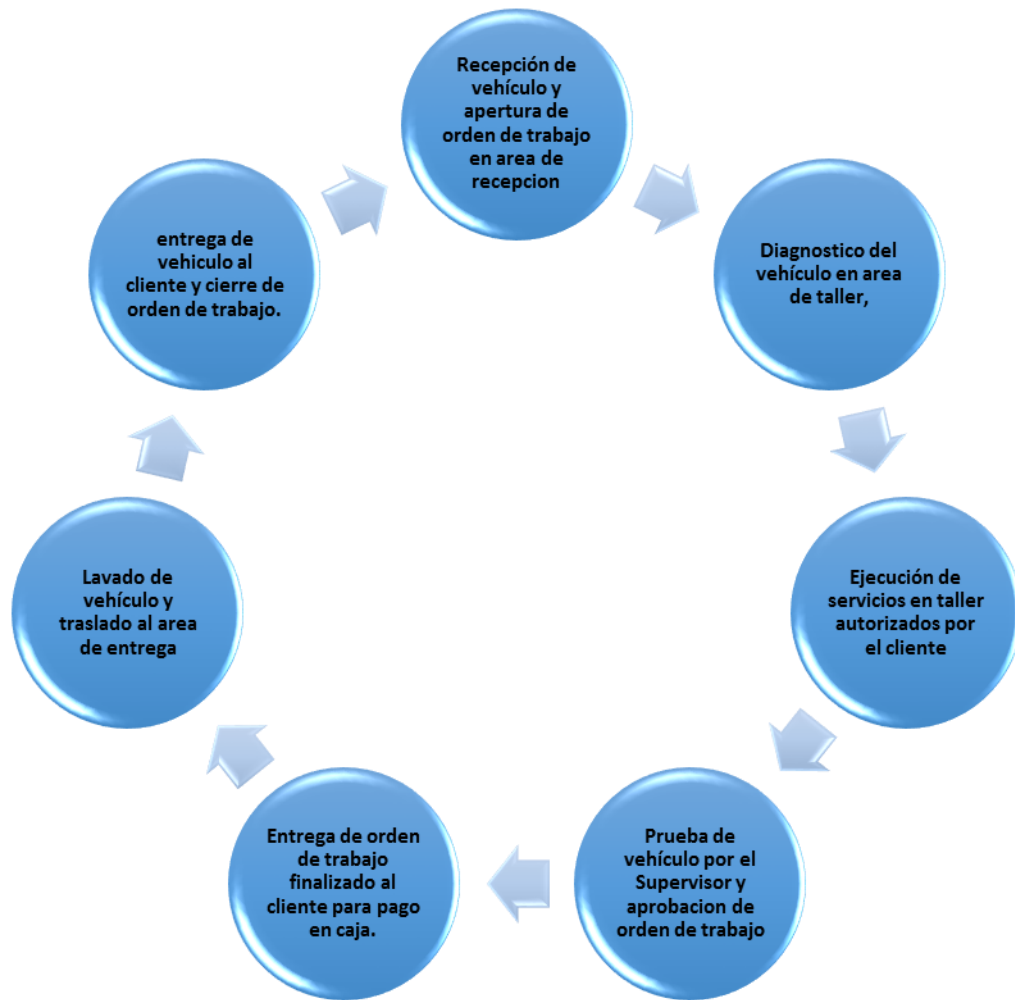 Recepción de
vehículo y
apertura de
orden de trabajo
en area de
recepcion
Diagnostico del
vehículo en area
de taller,
Ejecución de
servicios en taller
autorizados por
el cliente
Prueba de
vehículo por el
Supervisor y
aprobacion de
orden de trabajo
Entrega de orden
de trabajo
finalizado al
cliente para pago
en caja.
Lavado de
vehículo y
traslado al area
de entrega
entrega de
vehiculo al
cliente y cierre de
orden de trabajo.